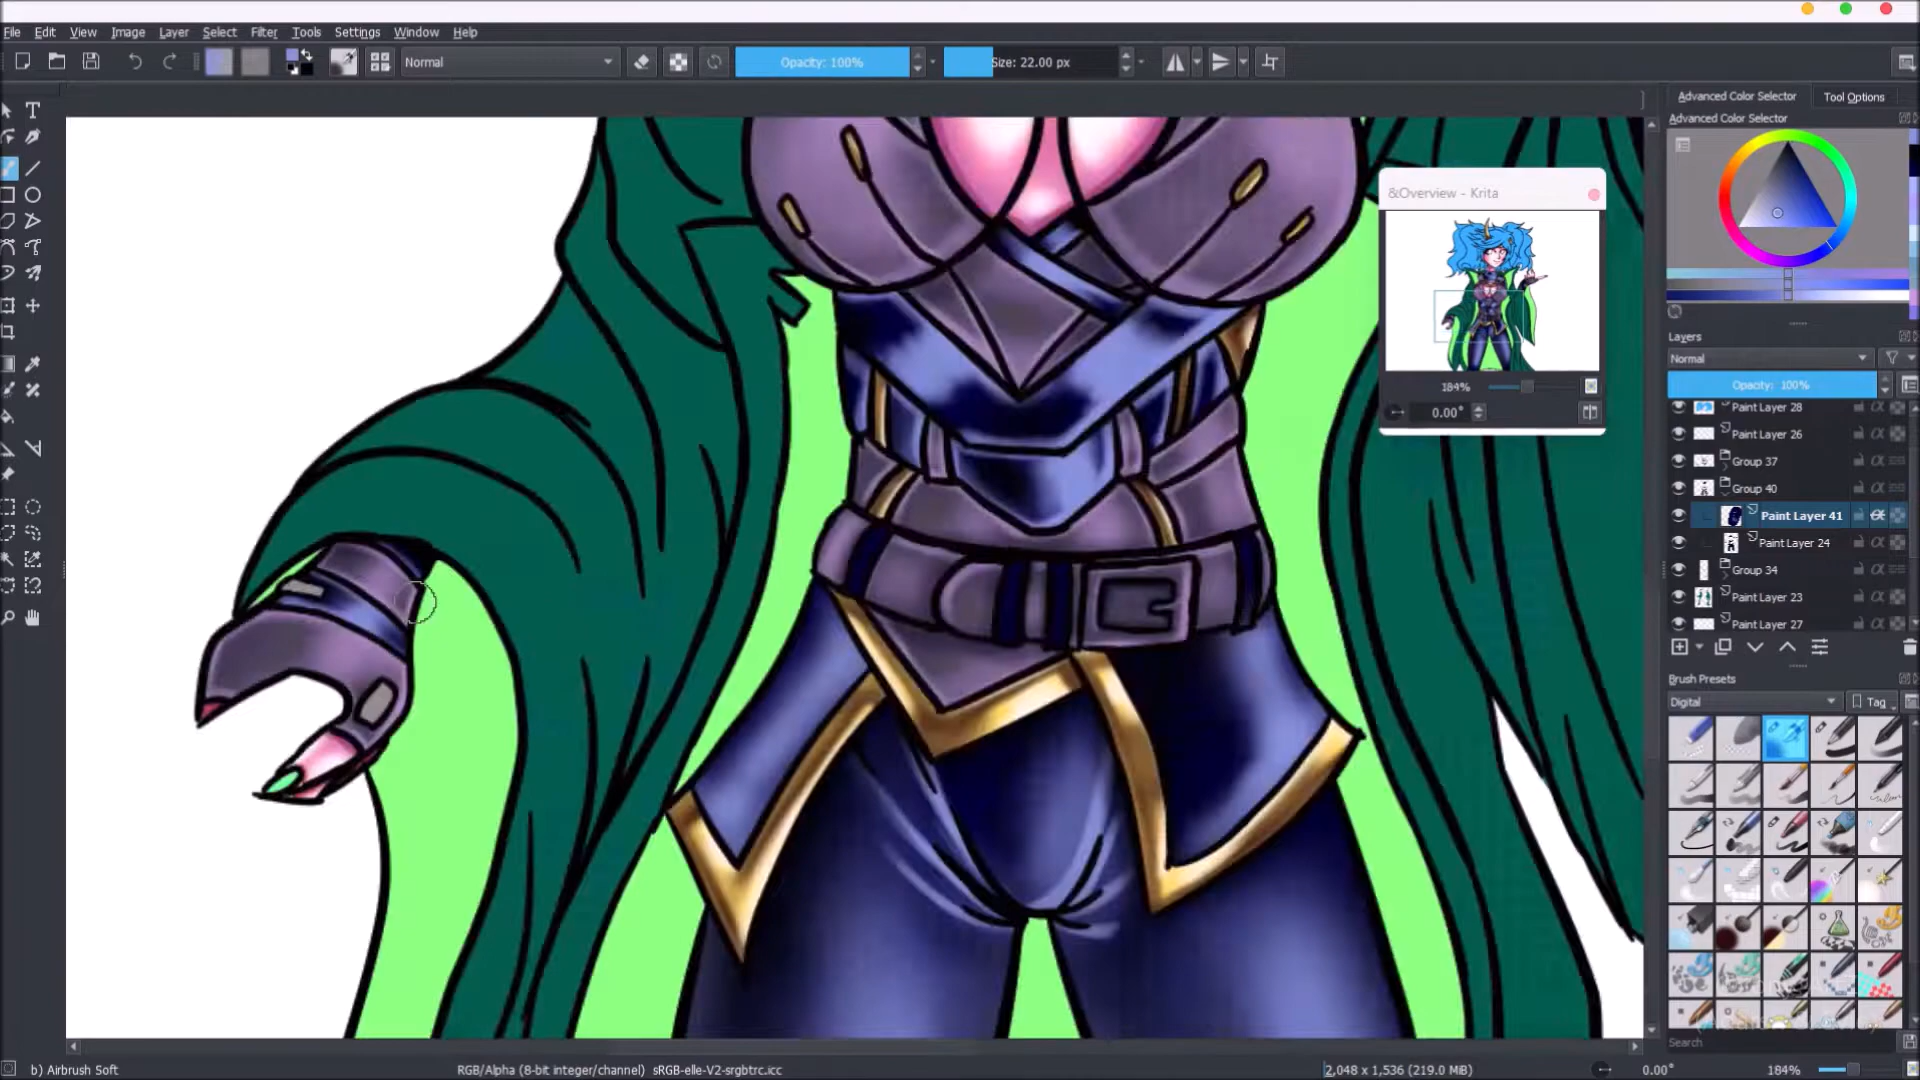 File Edit View Image Layer Select Filter Tools Settings Window Help
Normal Opacity: 100% Size: 22.00 px
Advanced Color Selector Tool Options
Advanced Color Selector
&Overview - Krita
184%
0.00°
Layers
Normal
Opacity: 100%
Paint Layer 28
Paint Layer 26
Group 37
Group 40
Paint Layer 41
Paint Layer 24
Group 34
Paint Layer 23
Paint Layer 27
Brush Presets
Digital Tag
Search
b) Airbrush Soft RGB/Alpha (8-bit integer/channel) sRGB-elle-V2-srgbtrc.icc 2,048 x 1,536 (219.0 MiB) 0.00° 184%